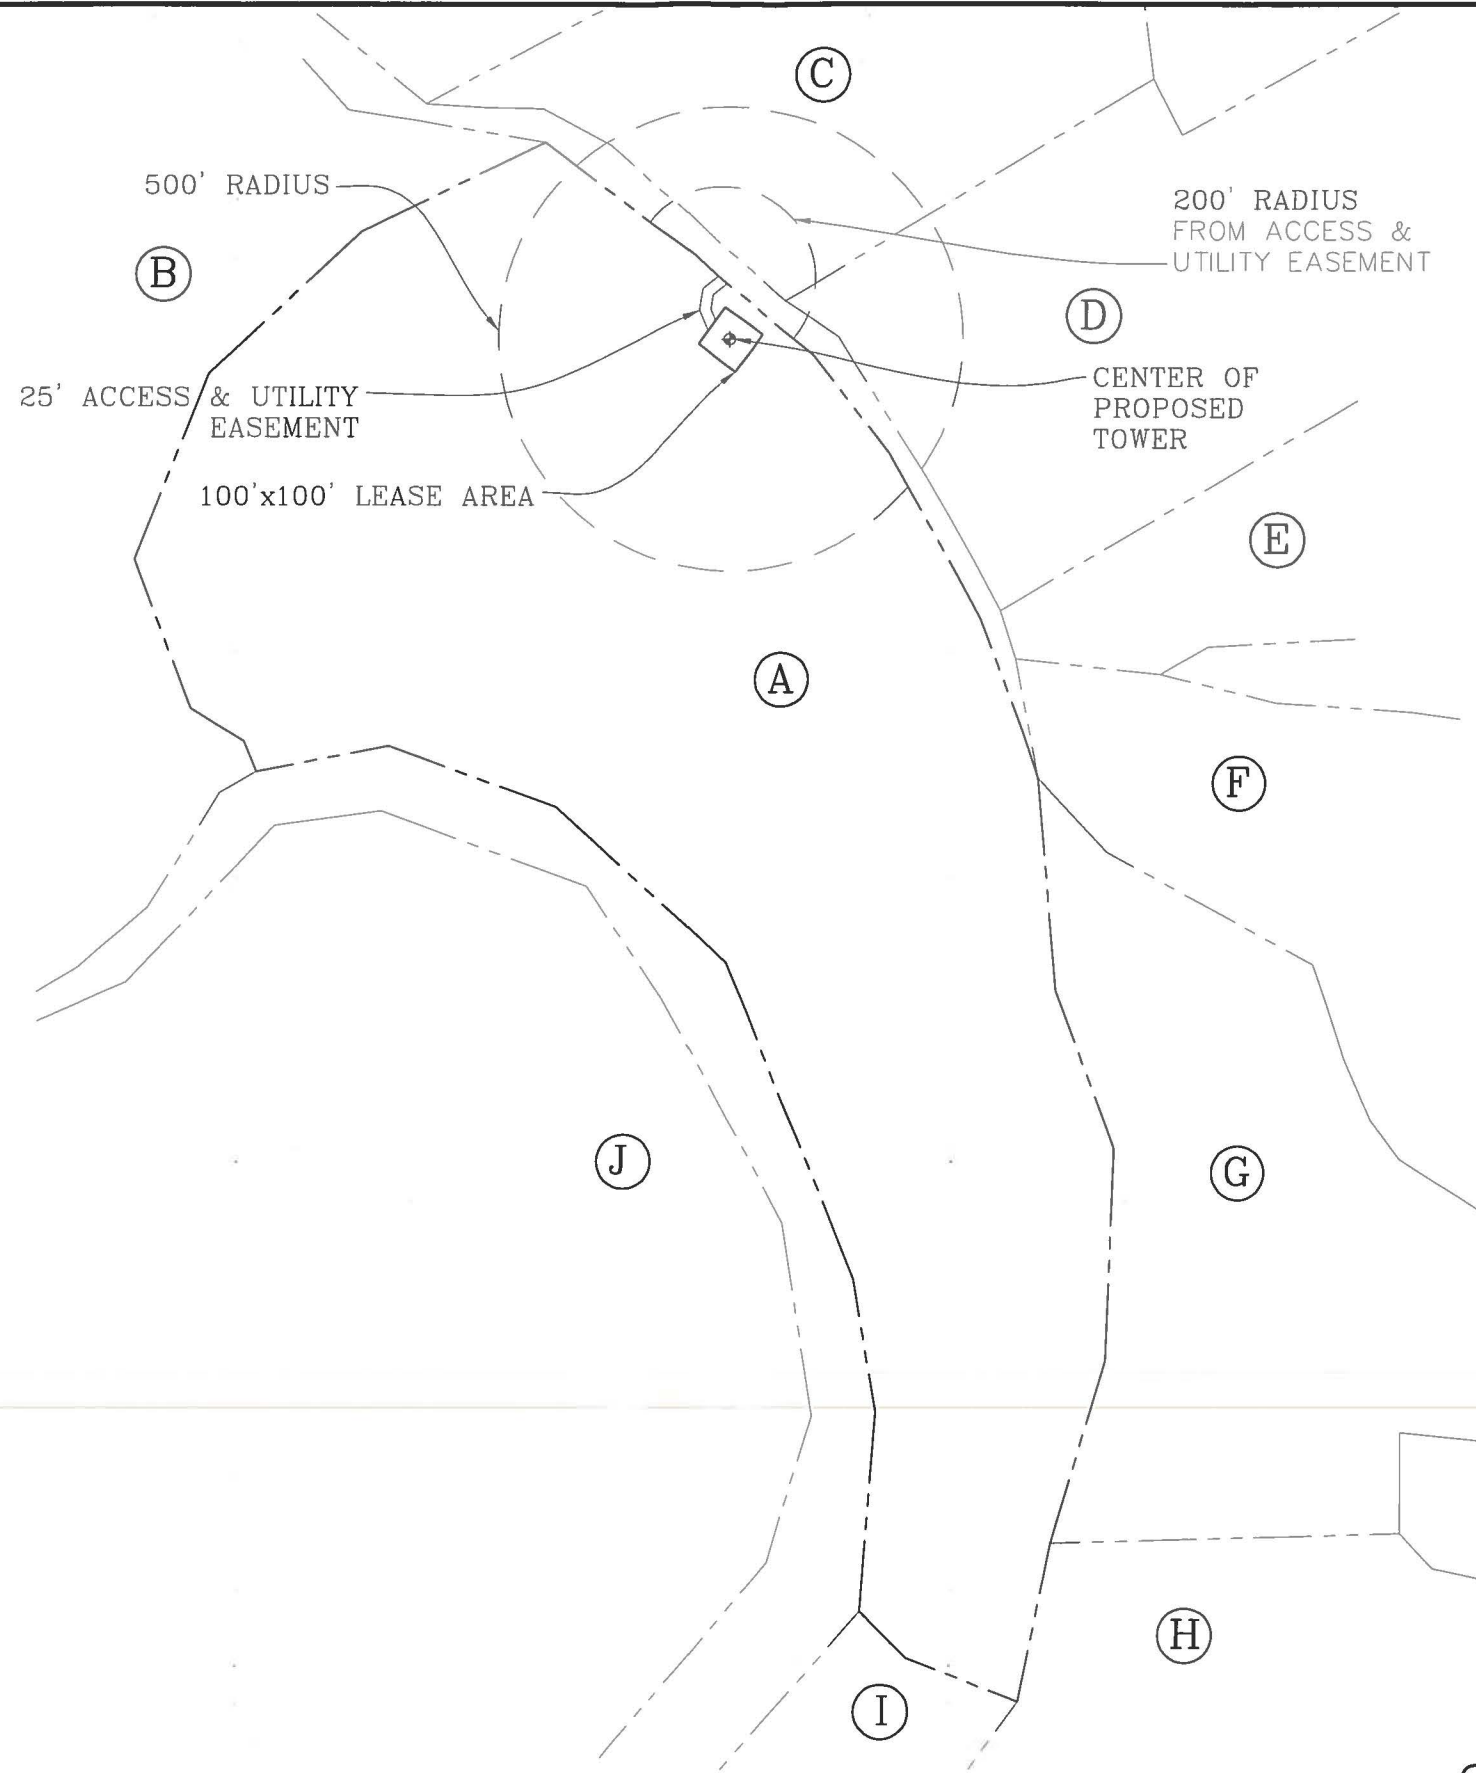 C
500' RADIUS
200' RADIUS
FROM ACCESS &
UTILITY EASEMENT
B
D
25' ACCESS & UTILITY
EASEMENT
CENTER OF
PROPOSED
TOWER
100'x100' LEASE AREA
E
A
F
J
G
H
I